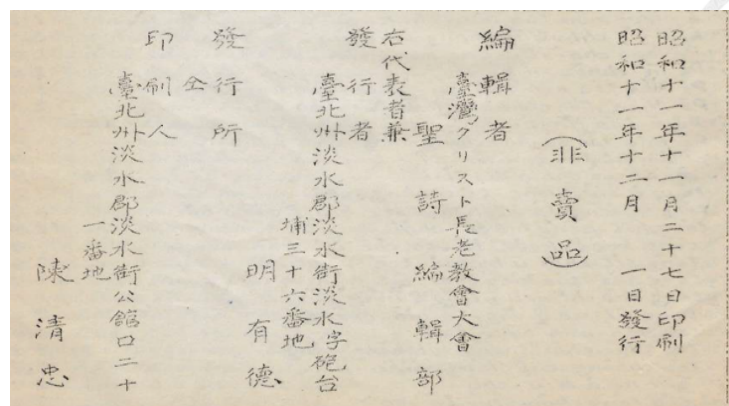 昭和十一年十一月二十七日印刷
昭和十一年十二月一日發行
(非賣品)
編輯者
臺灣クリスト長老教會大會
聖詩編輯部
右代表者兼
發行者
臺北州淡水郡淡水街淡水字砲台
埔三十六番地
明有德
發行所
仝
印刷人
臺北州淡水郡淡水街公館口二十
一番地
陳清忠